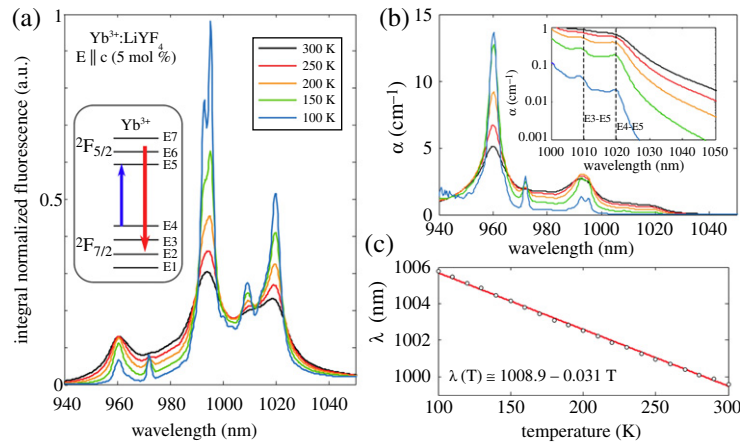 (a)
Yb³⁺:LiYF₄
E ∥ c (5 mol %)
300 K
250 K
200 K
150 K
100 K
Yb³⁺
²F₅/₂
E7
E6
E5
²F₇/₂
E4
E3
E2
E1
integral normalized fluorescence (a.u.)
1
0.5
0
940 960 980 1000 1020
wavelength (nm)
(b)
α (cm⁻¹)
15
10
5
0
940 960 980 1000 1020 1040
wavelength (nm)
α (cm⁻¹)
1
0.1
0.01
0.001
E3-E5
E4-E5
1000 1010 1020 1030 1040 1050
wavelength (nm)
(c)
λ (nm)
1006
1004
1002
1000
λ (T) ≅ 1008.9 – 0.031 T
100 150 200 250 300
temperature (K)